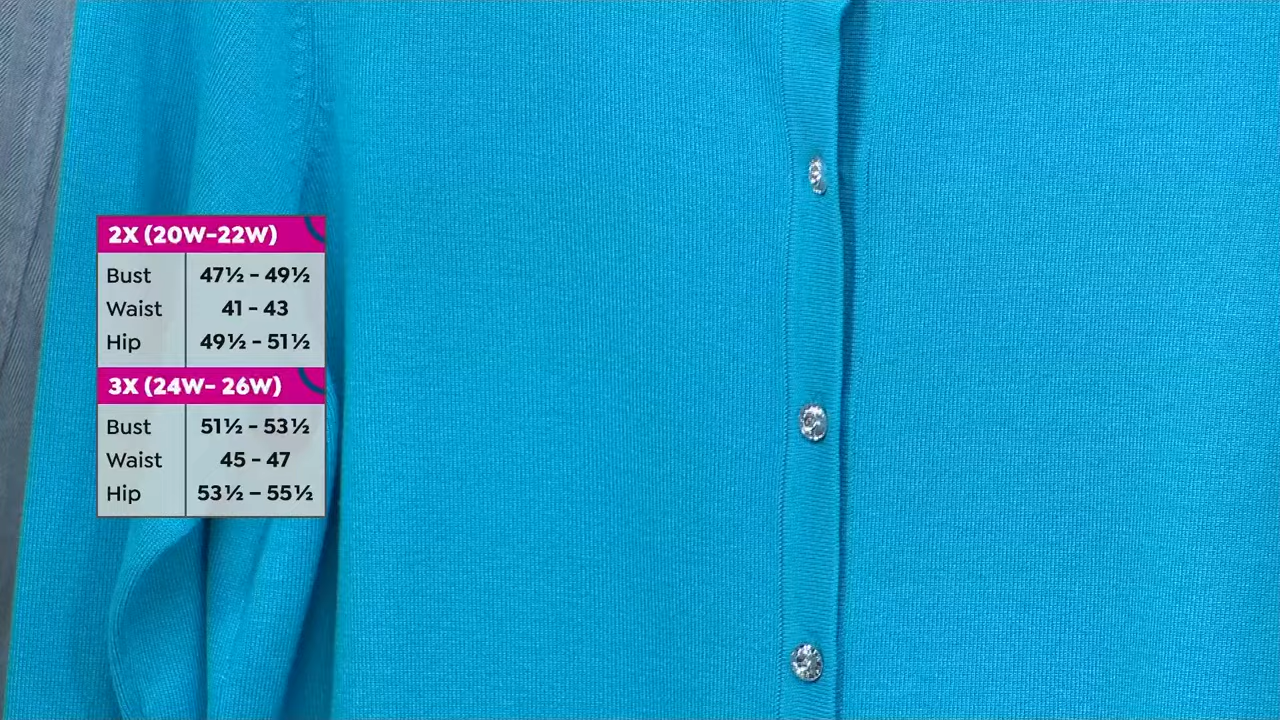 2X (20W-22W)
Bust 47½ - 49½
Waist 41 - 43
Hip 49½ - 51½
3X (24W- 26W)
Bust 51½ - 53½
Waist 45 - 47
Hip 53½ - 55½